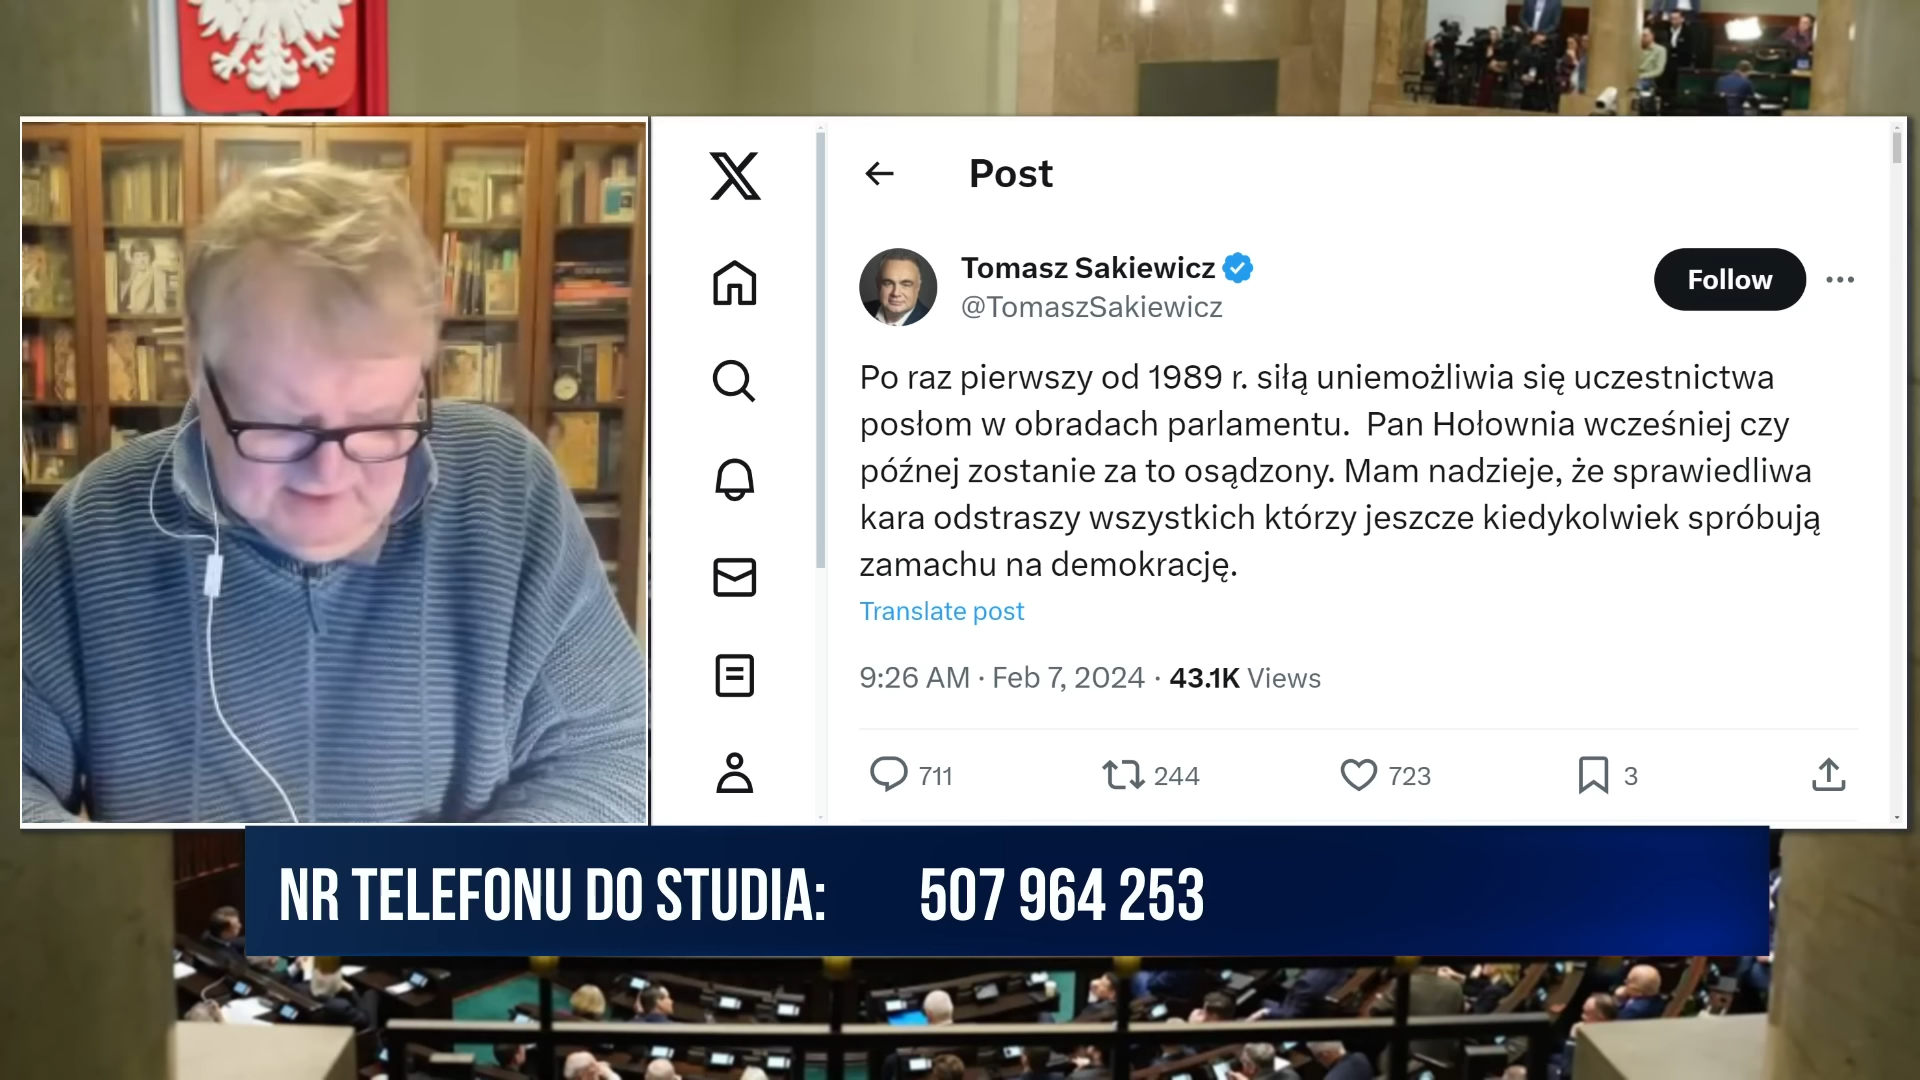 Post
Tomasz Sakiewicz
@TomaszSakiewicz
Follow
Po raz pierwszy od 1989 r. siłą uniemożliwia się uczestnictwa
posłom w obradach parlamentu. Pan Hołownia wcześniej czy
później zostanie za to osądzony. Mam nadzieje, że sprawiedliwa
kara odstraszy wszystkich którzy jeszcze kiedykolwiek spróbują
zamachu na demokrację.
Translate post
9:26 AM · Feb 7, 2024 · 43.1K Views
711 244 723 3
NR TELEFONU DO STUDIA: 507 964 253